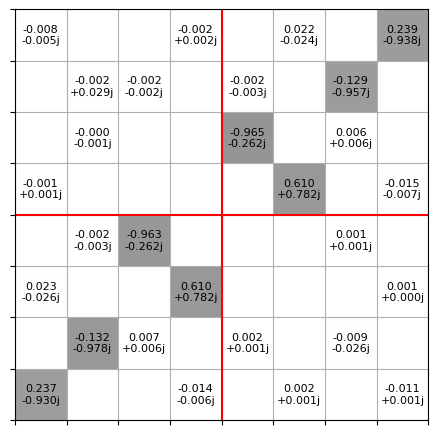 -0.008 -0.002 0.022 0.239
-0.005j +0.002j -0.024j -0.938j
-0.002 -0.002 -0.002 -0.129
+0.029j -0.002j -0.003j -0.957j
-0.000 -0.965 0.006
-0.001j -0.262j +0.006j
-0.001 0.610 -0.015
+0.001j +0.782j -0.007j
-0.002 -0.963 0.001
-0.003j -0.262j +0.001j
0.023 0.610 0.001
-0.026j +0.782j +0.000j
-0.132 0.007 0.002 -0.009
-0.978j +0.006j +0.001j -0.026j
0.237 -0.014 0.002 -0.011
-0.930j -0.006j +0.001j +0.001j